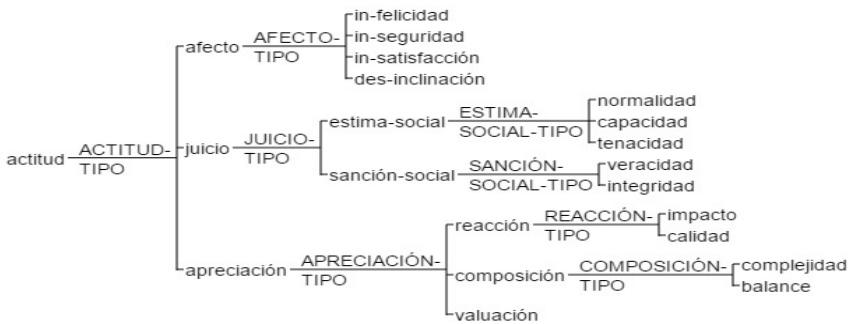 actitud
ACTITUD-
TIPO
afecto
AFECTO-
TIPO
in-felicidad
in-seguridad
in-satisfacción
des-inclinación
juicio
JUICIO-
TIPO
estima-social
ESTIMA-
SOCIAL-TIPO
normalidad
capacidad
tenacidad
sanción-social
SANCIÓN-
SOCIAL-TIPO
veracidad
integridad
apreciación
APRECIACIÓN-
TIPO
reacción
REACCIÓN-
TIPO
impacto
calidad
composición
COMPOSICIÓN-
TIPO
complejidad
balance
valuación